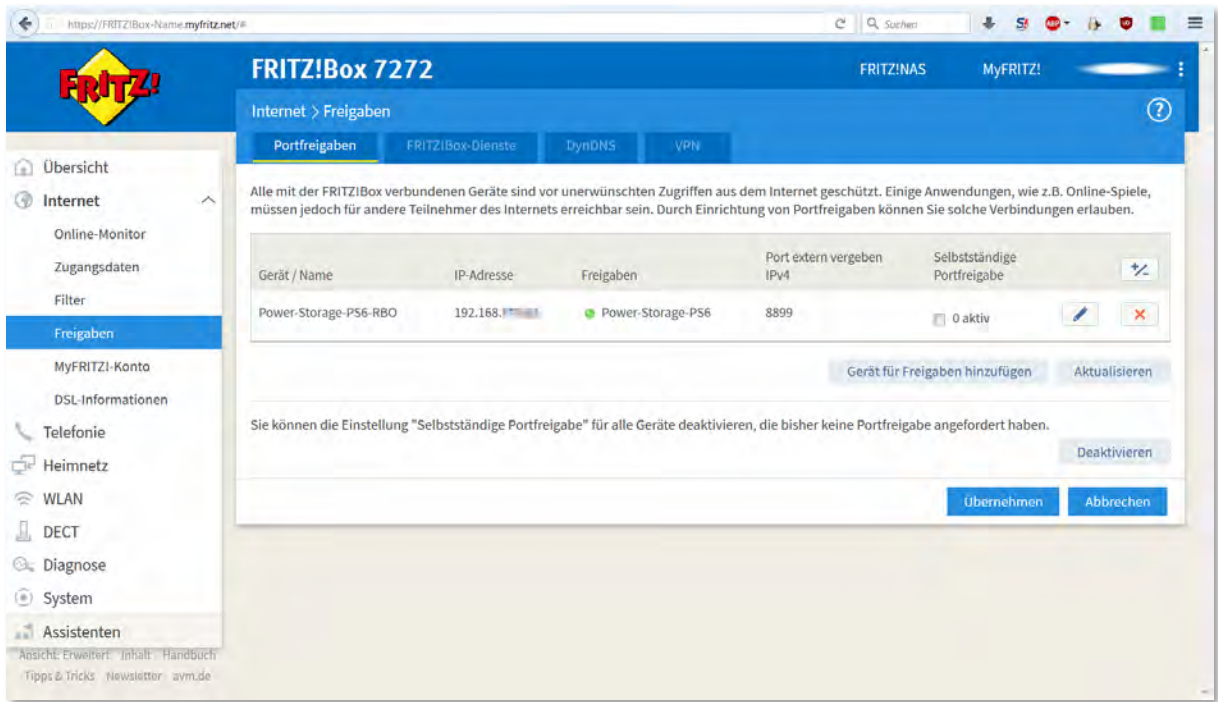 https://FRITZ!Box-Name.myfritz.net/#
Suchen
FRITZ!
FRITZ!Box 7272
FRITZ!NAS
MyFRITZ!
Internet > Freigaben
Portfreigaben
FRITZ!Box-Dienste
DynDNS
VPN
Übersicht
Internet
Online-Monitor
Zugangsdaten
Filter
Freigaben
MyFRITZ!-Konto
DSL-Informationen
Telefonie
Heimnetz
WLAN
DECT
Diagnose
System
Assistenten
Ansicht: Erweitert Inhalt Handbuch
Tipps & Tricks Newsletter avm.de
Alle mit der FRITZ!Box verbundenen Geräte sind vor unerwünschten Zugriffen aus dem Internet geschützt. Einige Anwendungen, wie z.B. Online-Spiele,
müssen jedoch für andere Teilnehmer des Internets erreichbar sein. Durch Einrichtung von Portfreigaben können Sie solche Verbindungen erlauben.
Gerät / Name
IP-Adresse
Freigaben
Port extern vergeben
IPv4
Selbstständige
Portfreigabe
Power-Storage-PS6-RBO
192.168.
Power-Storage-PS6
8899
0 aktiv
Gerät für Freigaben hinzufügen
Aktualisieren
Sie können die Einstellung "Selbstständige Portfreigabe" für alle Geräte deaktivieren, die bisher keine Portfreigabe angefordert haben.
Deaktivieren
Übernehmen
Abbrechen